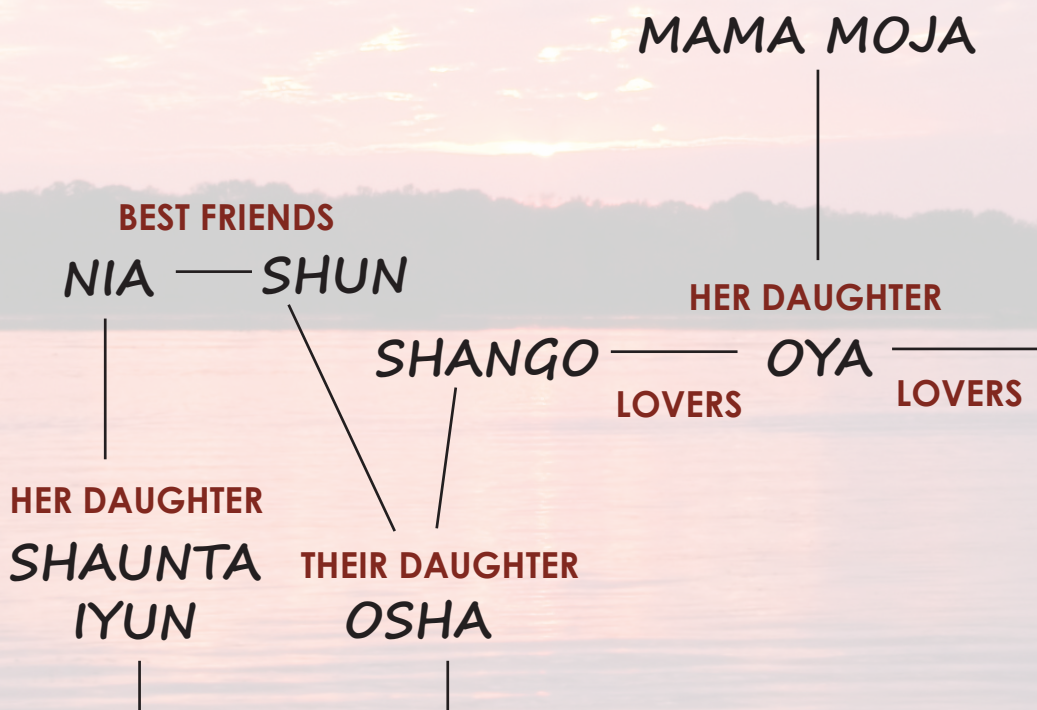 MAMA MOJA
BEST FRIENDS
NIA
SHUN
HER DAUGHTER
SHANGO
OYA
LOVERS
LOVERS
HER DAUGHTER
SHAUNTA
IYUN
THEIR DAUGHTER
OSHA